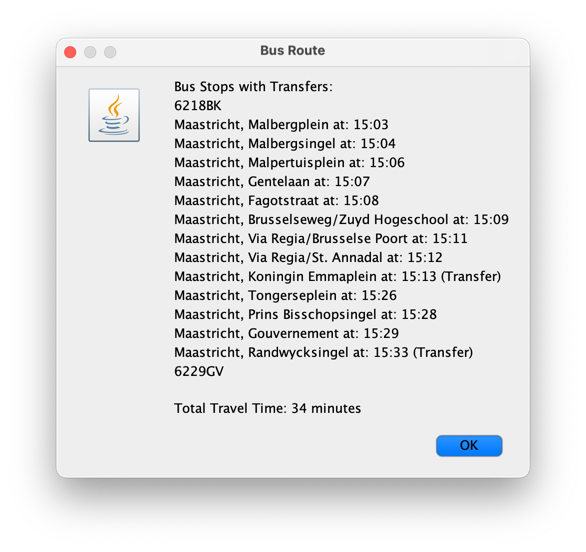 Bus Route
Bus Stops with Transfers:
6218BK
Maastricht, Malbergplein at: 15:03
Maastricht, Malbergsingel at: 15:04
Maastricht, Malpertuisplein at: 15:06
Maastricht, Gentelaan at: 15:07
Maastricht, Fagotstraat at: 15:08
Maastricht, Brusselseweg/Zuyd Hogeschool at: 15:09
Maastricht, Via Regia/Brusselse Poort at: 15:11
Maastricht, Via Regia/St. Annadal at: 15:12
Maastricht, Koningin Emmaplein at: 15:13 (Transfer)
Maastricht, Tongerseplein at: 15:26
Maastricht, Prins Bisschopsingel at: 15:28
Maastricht, Gouvernement at: 15:29
Maastricht, Randwycksingel at: 15:33 (Transfer)
6229GV
Total Travel Time: 34 minutes
OK